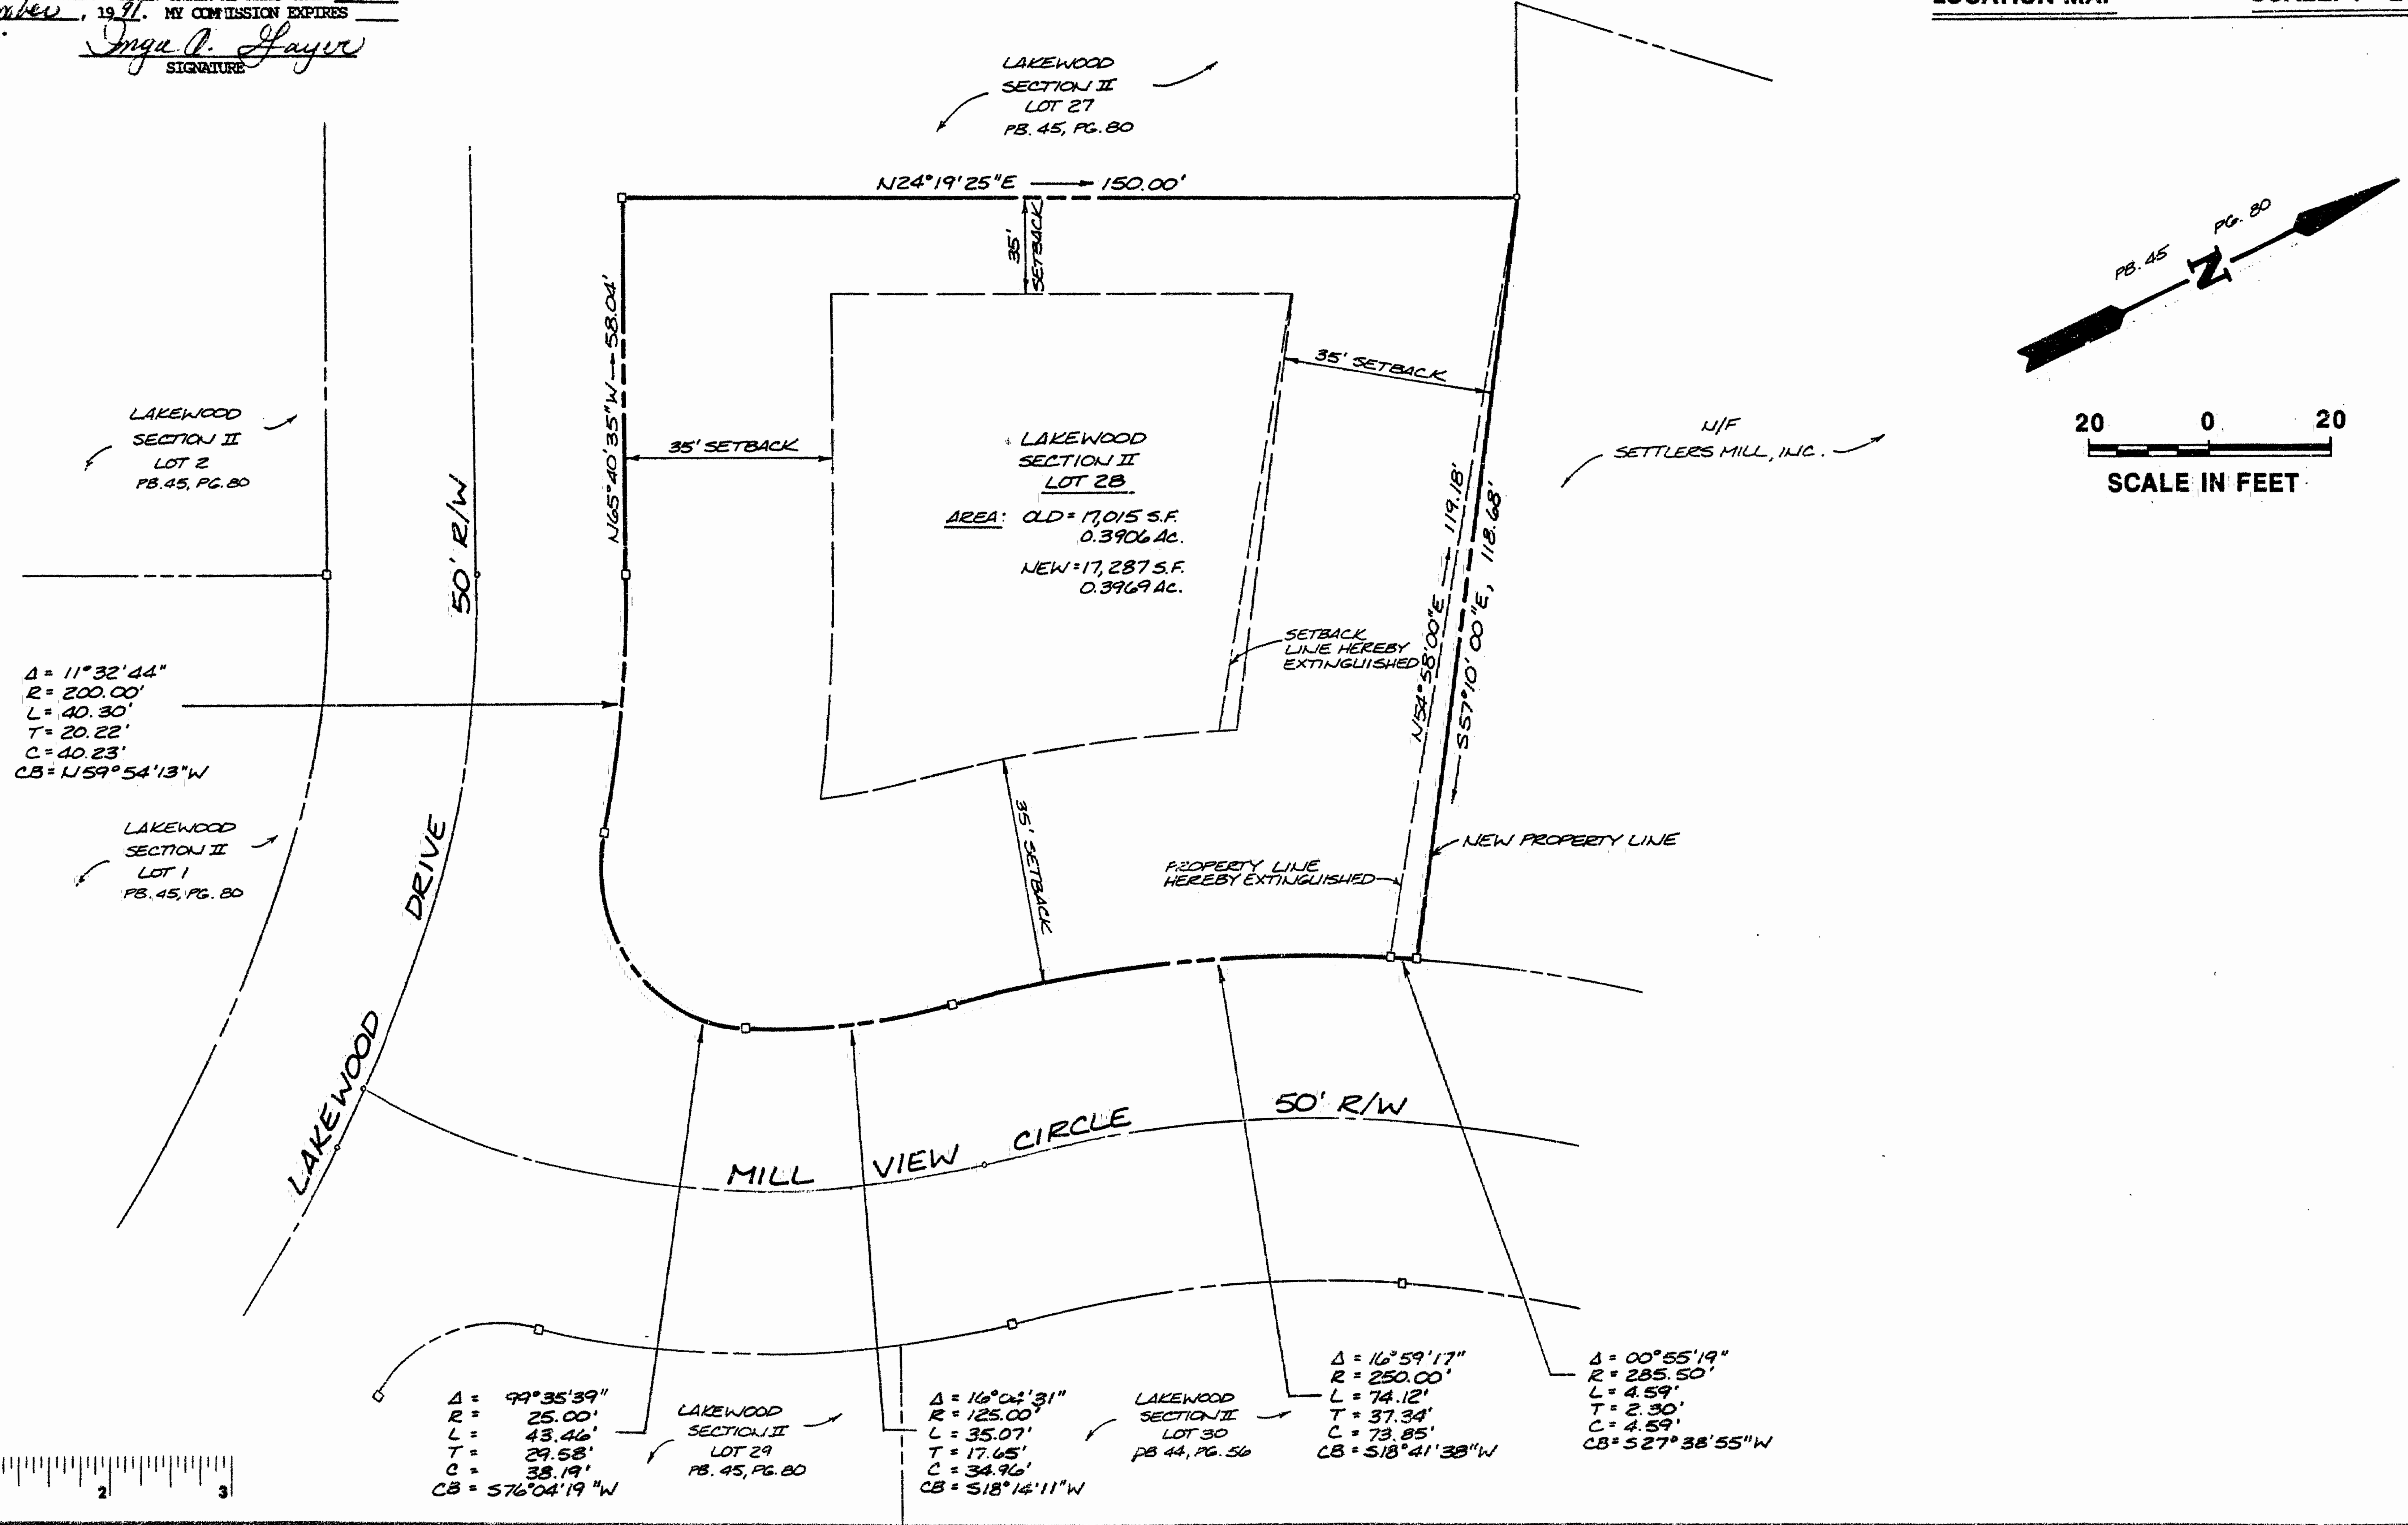 , 1991. MY COMMISSION EXPIRES
Inga A. Gayer
SIGNATURE
LOCATION MAP
LAKEWOOD
SECTION II
LOT 27
PB. 45, PG. 80
N24°19'25"E 150.00'
35'
SETBACK
N65°40'35"W 58.04'
35' SETBACK
35' SETBACK
LAKEWOOD
SECTION II
LOT 28
AREA: OLD = 17,015 S.F.
0.3906 AC.
NEW = 17,287 S.F.
0.3969 AC.
LAKEWOOD
SECTION II
LOT 2
PB. 45, PG. 80
50' R/W
PB. 45 PG. 80
N
20 0 20
SCALE IN FEET
N/F
SETTLERS MILL, INC.
N54°58'00"E 119.18'
S57°10'00"E, 118.68'
SETBACK
LINE HEREBY
EXTINGUISHED
Δ = 11°32'44"
R = 200.00'
L = 40.30'
T = 20.22'
C = 40.23'
CB = N59°54'13"W
LAKEWOOD
SECTION II
LOT 1
PB. 45, PG. 80
35' SETBACK
NEW PROPERTY LINE
PROPERTY LINE
HEREBY EXTINGUISHED
LAKEWOOD DRIVE
MILL VIEW CIRCLE 50' R/W
Δ = 99°35'39"
R = 25.00'
L = 43.46'
T = 29.58'
C = 38.19'
CB = S76°04'19"W
LAKEWOOD
SECTION II
LOT 29
PB. 45, PG. 80
Δ = 16°04'31"
R = 125.00'
L = 35.07'
T = 17.65'
C = 34.96'
CB = S18°14'11"W
LAKEWOOD
SECTION II
LOT 30
PB 44, PG. 56
Δ = 16°59'17"
R = 250.00'
L = 74.12'
T = 37.34'
C = 73.85'
CB = S18°41'38"W
Δ = 00°55'19"
R = 285.50'
L = 4.59'
T = 2.30'
C = 4.59'
CB = S27°38'55"W
2 3